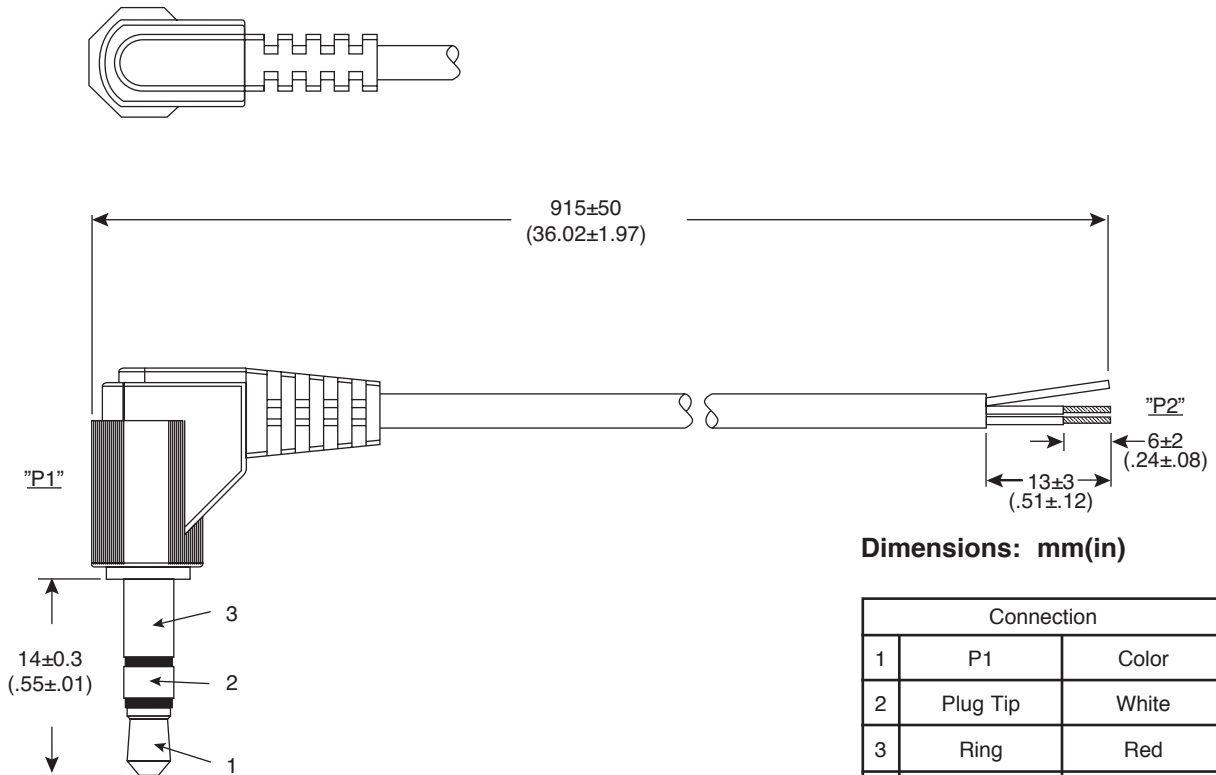 915±50
(36.02±1.97)
"P1"
"P2"
6±2
(.24±.08)
13±3
(.51±.12)
Dimensions: mm(in)
3
14±0.3
(.55±.01)
2
1
Connection
1 P1 Color
2 Plug Tip White
3 Ring Red